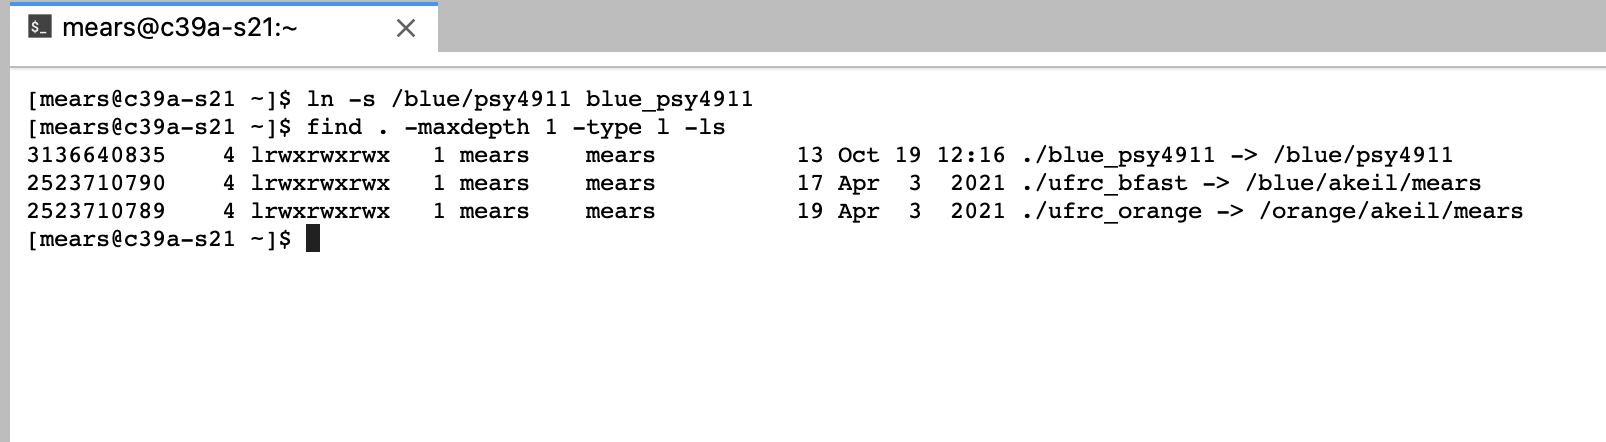 $_ mears@c39a-s21:~
[mears@c39a-s21 ~]$ ln -s /blue/psy4911 blue_psy4911
[mears@c39a-s21 ~]$ find . -maxdepth 1 -type l -ls
3136640835    4 lrwxrwxrwx   1 mears    mears          13 Oct 19 12:16 ./blue_psy4911 -> /blue/psy4911
2523710790    4 lrwxrwxrwx   1 mears    mears          17 Apr  3  2021 ./ufrc_bfast -> /blue/akeil/mears
2523710789    4 lrwxrwxrwx   1 mears    mears          19 Apr  3  2021 ./ufrc_orange -> /orange/akeil/mears
[mears@c39a-s21 ~]$